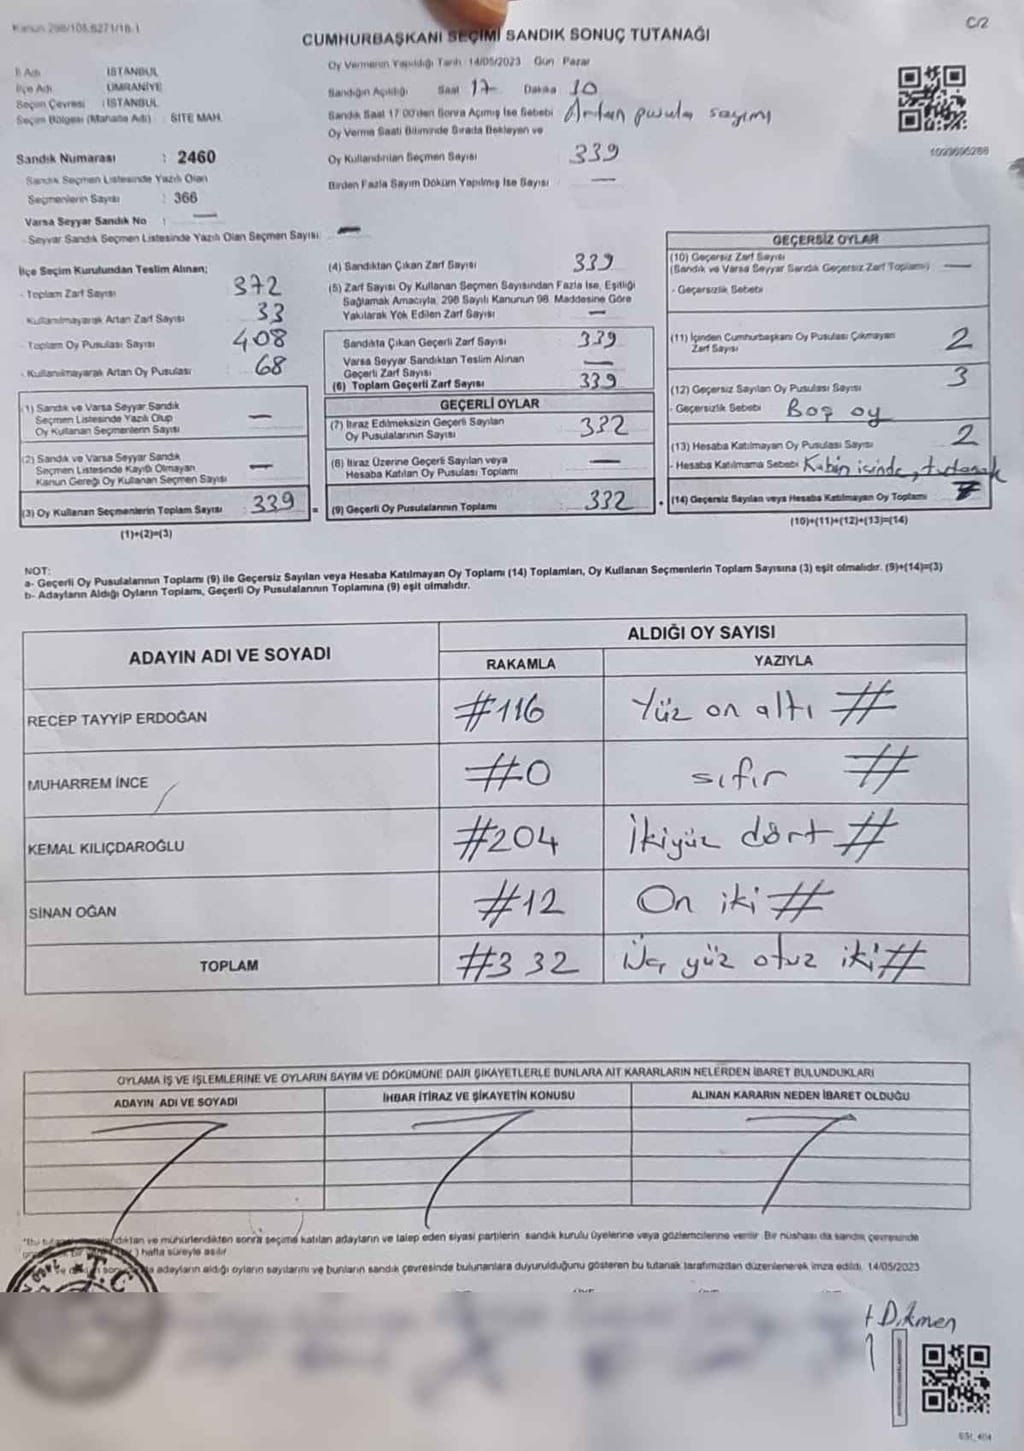 Kanun 298/105,6271/18-1
C/2
CUMHURBAŞKANI SEÇİMİ SANDIK SONUÇ TUTANAĞI
İl Adı : İSTANBUL
İlçe Adı : ÜMRANİYE
Seçim Çevresi : İSTANBUL
Seçim Bölgesi (Mahalle Adı) : SİTE MAH.
Oy Vermenin Yapıldığı Tarih 14/05/2023 Gün Pazar
Sandığın Açıldığı Saat 17 Dakika 10
Sandık Saat 17:00'den Sonra Açılmış İse Sebebi Artan pusula sayımı
Oy Verme Saati Bitiminde Sırada Bekleyen ve
Oy Kullandırılan Seçmen Sayısı 339
Birden Fazla Sayım Döküm Yapılmış İse Sayısı —
1099696286
Sandık Numarası : 2460
Sandık Seçmen Listesinde Yazılı Olan
Seçmenlerin Sayısı : 366
Varsa Seyyar Sandık No : —
- Seyyar Sandık Seçmen Listesinde Yazılı Olan Seçmen Sayısı: —
İlçe Seçim Kurulundan Teslim Alınan;
- Toplam Zarf Sayısı : 372
Kullanılmayarak Artan Zarf Sayısı : 33
- Toplam Oy Pusulası Sayısı : 408
- Kullanılmayarak Artan Oy Pusulası : 68
(1) Sandık ve Varsa Seyyar Sandık
Seçmen Listesinde Yazılı Olup
Oy Kullanan Seçmenlerin Sayısı —
(2) Sandık ve Varsa Seyyar Sandık
Seçmen Listesinde Kayıtlı Olmayan
Kanun Gereği Oy Kullanan Seçmen Sayısı —
(3) Oy Kullanan Seçmenlerin Toplam Sayısı : 339 =
(1)+(2)=(3)
(4) Sandıktan Çıkan Zarf Sayısı 339
(5) Zarf Sayısı Oy Kullanan Seçmen Sayısından Fazla İse, Eşitliği
Sağlamak Amacıyla, 298 Sayılı Kanunun 98. Maddesine Göre
Yakılarak Yok Edilen Zarf Sayısı —
Sandıkta Çıkan Geçerli Zarf Sayısı 339
Varsa Seyyar Sandıktan Teslim Alınan
Geçerli Zarf Sayısı —
(6) Toplam Geçerli Zarf Sayısı 339
GEÇERLİ OYLAR
(7) İtiraz Edilmeksizin Geçerli Sayılan
Oy Pusulalarının Sayısı 332
(8) İtiraz Üzerine Geçerli Sayılan veya
Hesaba Katılan Oy Pusulası Toplamı —
(9) Geçerli Oy Pusulalarının Toplamı : 332 +
GEÇERSİZ OYLAR
(10) Geçersiz Zarf Sayısı
(Sandık ve Varsa Seyyar Sandık Geçersiz Zarf Toplamı) —
- Geçersizlik Sebebi
(11) İçinden Cumhurbaşkanı Oy Pusulası Çıkmayan
Zarf Sayısı 2
(12) Geçersiz Sayılan Oy Pusulası Sayısı 3
- Geçersizlik Sebebi Boş oy
(13) Hesaba Katılmayan Oy Pusulası Sayısı 2
- Hesaba Katılmama Sebebi Kabin içinde, tutanak
(14) Geçersiz Sayılan veya Hesaba Katılmayan Oy Toplamı 7
(10)+(11)+(12)+(13)=(14)
NOT:
a- Geçerli Oy Pusulalarının Toplamı (9) ile Geçersiz Sayılan veya Hesaba Katılmayan Oy Toplamı (14) Toplamları, Oy Kullanan Seçmenlerin Toplam Sayısına (3) eşit olmalıdır. (9)+(14)=(3)
b- Adayların Aldığı Oyların Toplamı, Geçerli Oy Pusulalarının Toplamına (9) eşit olmalıdır.
ADAYIN ADI VE SOYADI
ALDIĞI OY SAYISI
RAKAMLA YAZIYLA
RECEP TAYYİP ERDOĞAN #116 Yüz on altı #
MUHARREM İNCE #0 sıfır #
KEMAL KILIÇDAROĞLU #204 İkiyüz dört #
SİNAN OĞAN #12 On iki #
TOPLAM #332 Üç yüz otuz iki #
OYLAMA İŞ VE İŞLEMLERİNE VE OYLARIN SAYIM VE DÖKÜMÜNE DAİR ŞİKAYETLERLE BUNLARA AİT KARARLARIN NELERDEN İBARET BULUNDUKLARI
ADAYIN ADI VE SOYADI İHBAR İTİRAZ VE ŞİKAYETİN KONUSU ALINAN KARARIN NEDEN İBARET OLDUĞU
ve mühürlendikten sonra seçime katılan adayların ve talep eden siyasi partilerin sandık kurulu üyelerine veya gözlemcilerine verilir. Bir nüshası da sandık çevresinde
hafta süreyle asılır
adayların aldığı oyların sayılarını ve bunların sandık çevresinde bulunanlara duyurulduğunu gösteren bu tutanak tarafımızdan düzenlenerek imza edildi. 14/05/2023
T.C
Dikmen